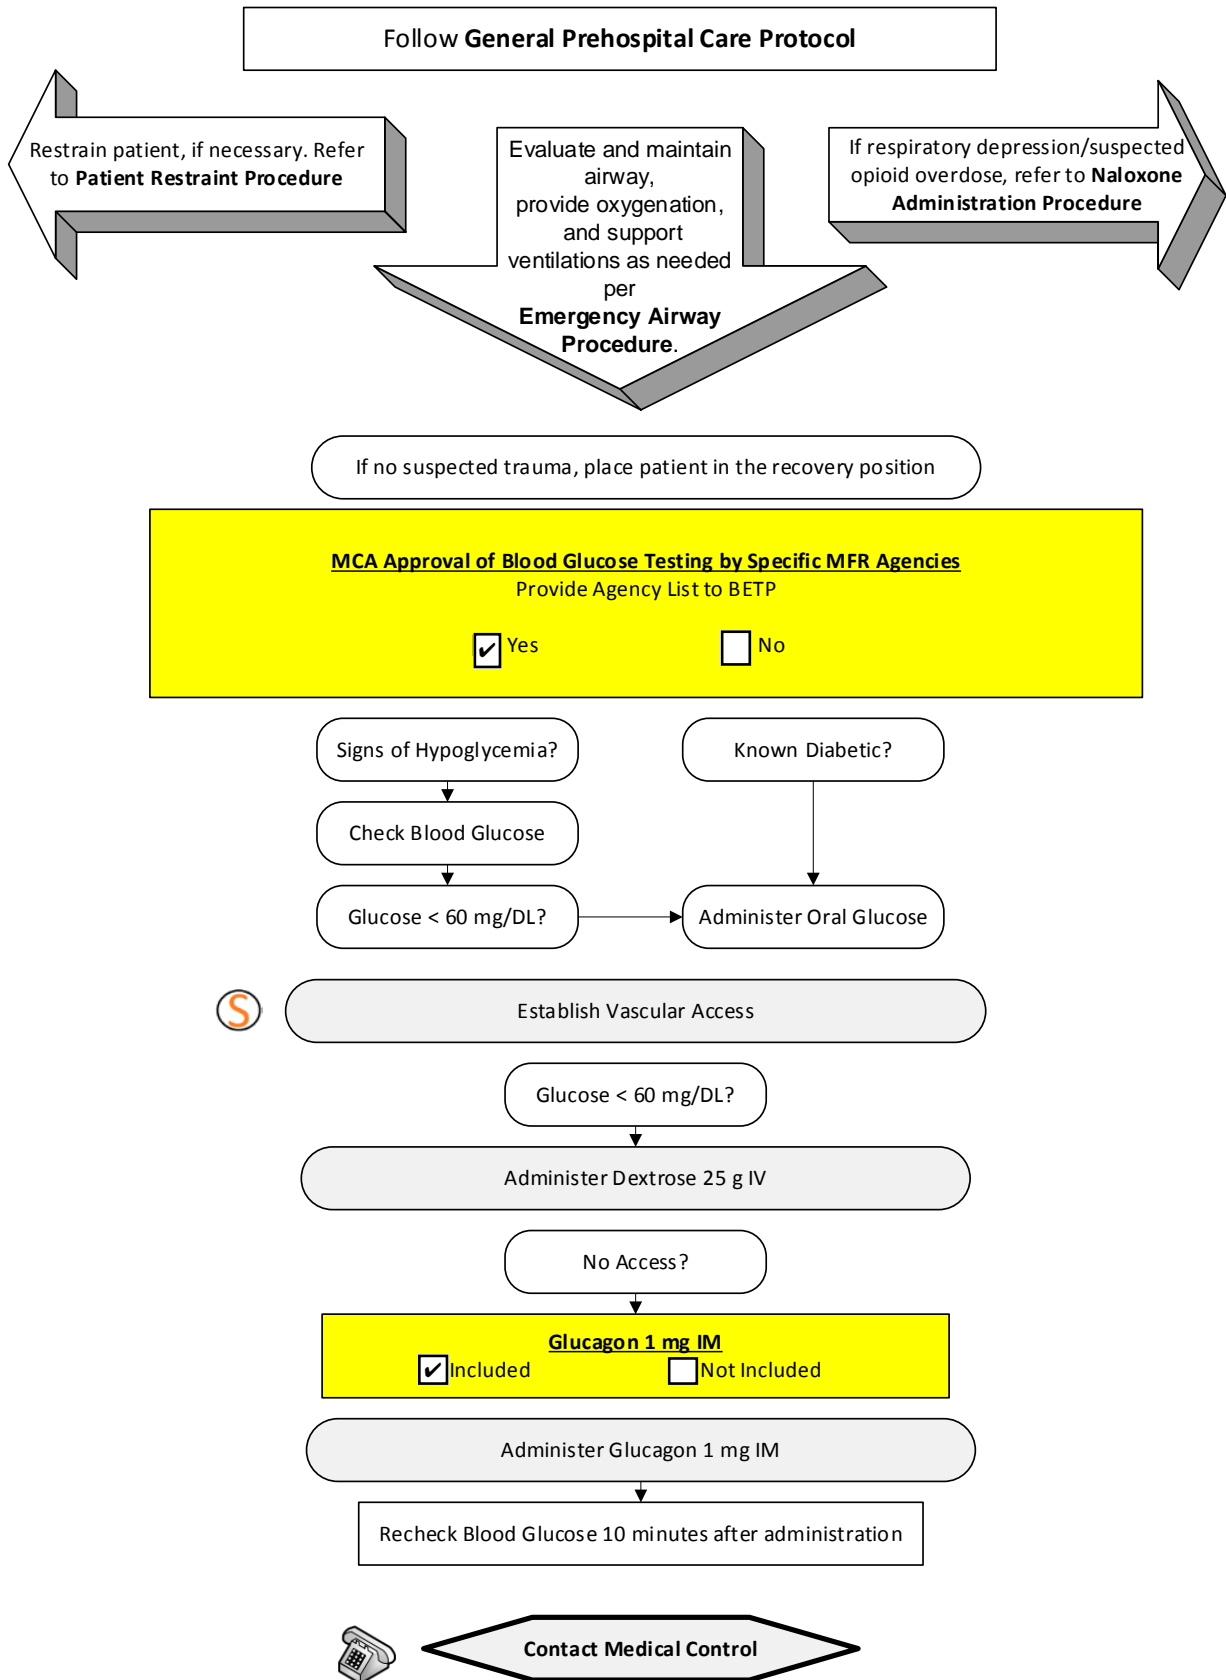 Follow General Prehospital Care Protocol
Restrain patient, if necessary. Refer
to Patient Restraint Procedure
Evaluate and maintain
airway,
provide oxygenation,
and support
ventilations as needed
per
Emergency Airway
Procedure.
If respiratory depression/suspected
opioid overdose, refer to Naloxone
Administration Procedure
If no suspected trauma, place patient in the recovery position
MCA Approval of Blood Glucose Testing by Specific MFR Agencies
Provide Agency List to BETP
✔ Yes
No
Signs of Hypoglycemia?
Known Diabetic?
Check Blood Glucose
Glucose < 60 mg/DL?
Administer Oral Glucose
S
Establish Vascular Access
Glucose < 60 mg/DL?
Administer Dextrose 25 g IV
No Access?
Glucagon 1 mg IM
✔ Included
Not Included
Administer Glucagon 1 mg IM
Recheck Blood Glucose 10 minutes after administration
Contact Medical Control